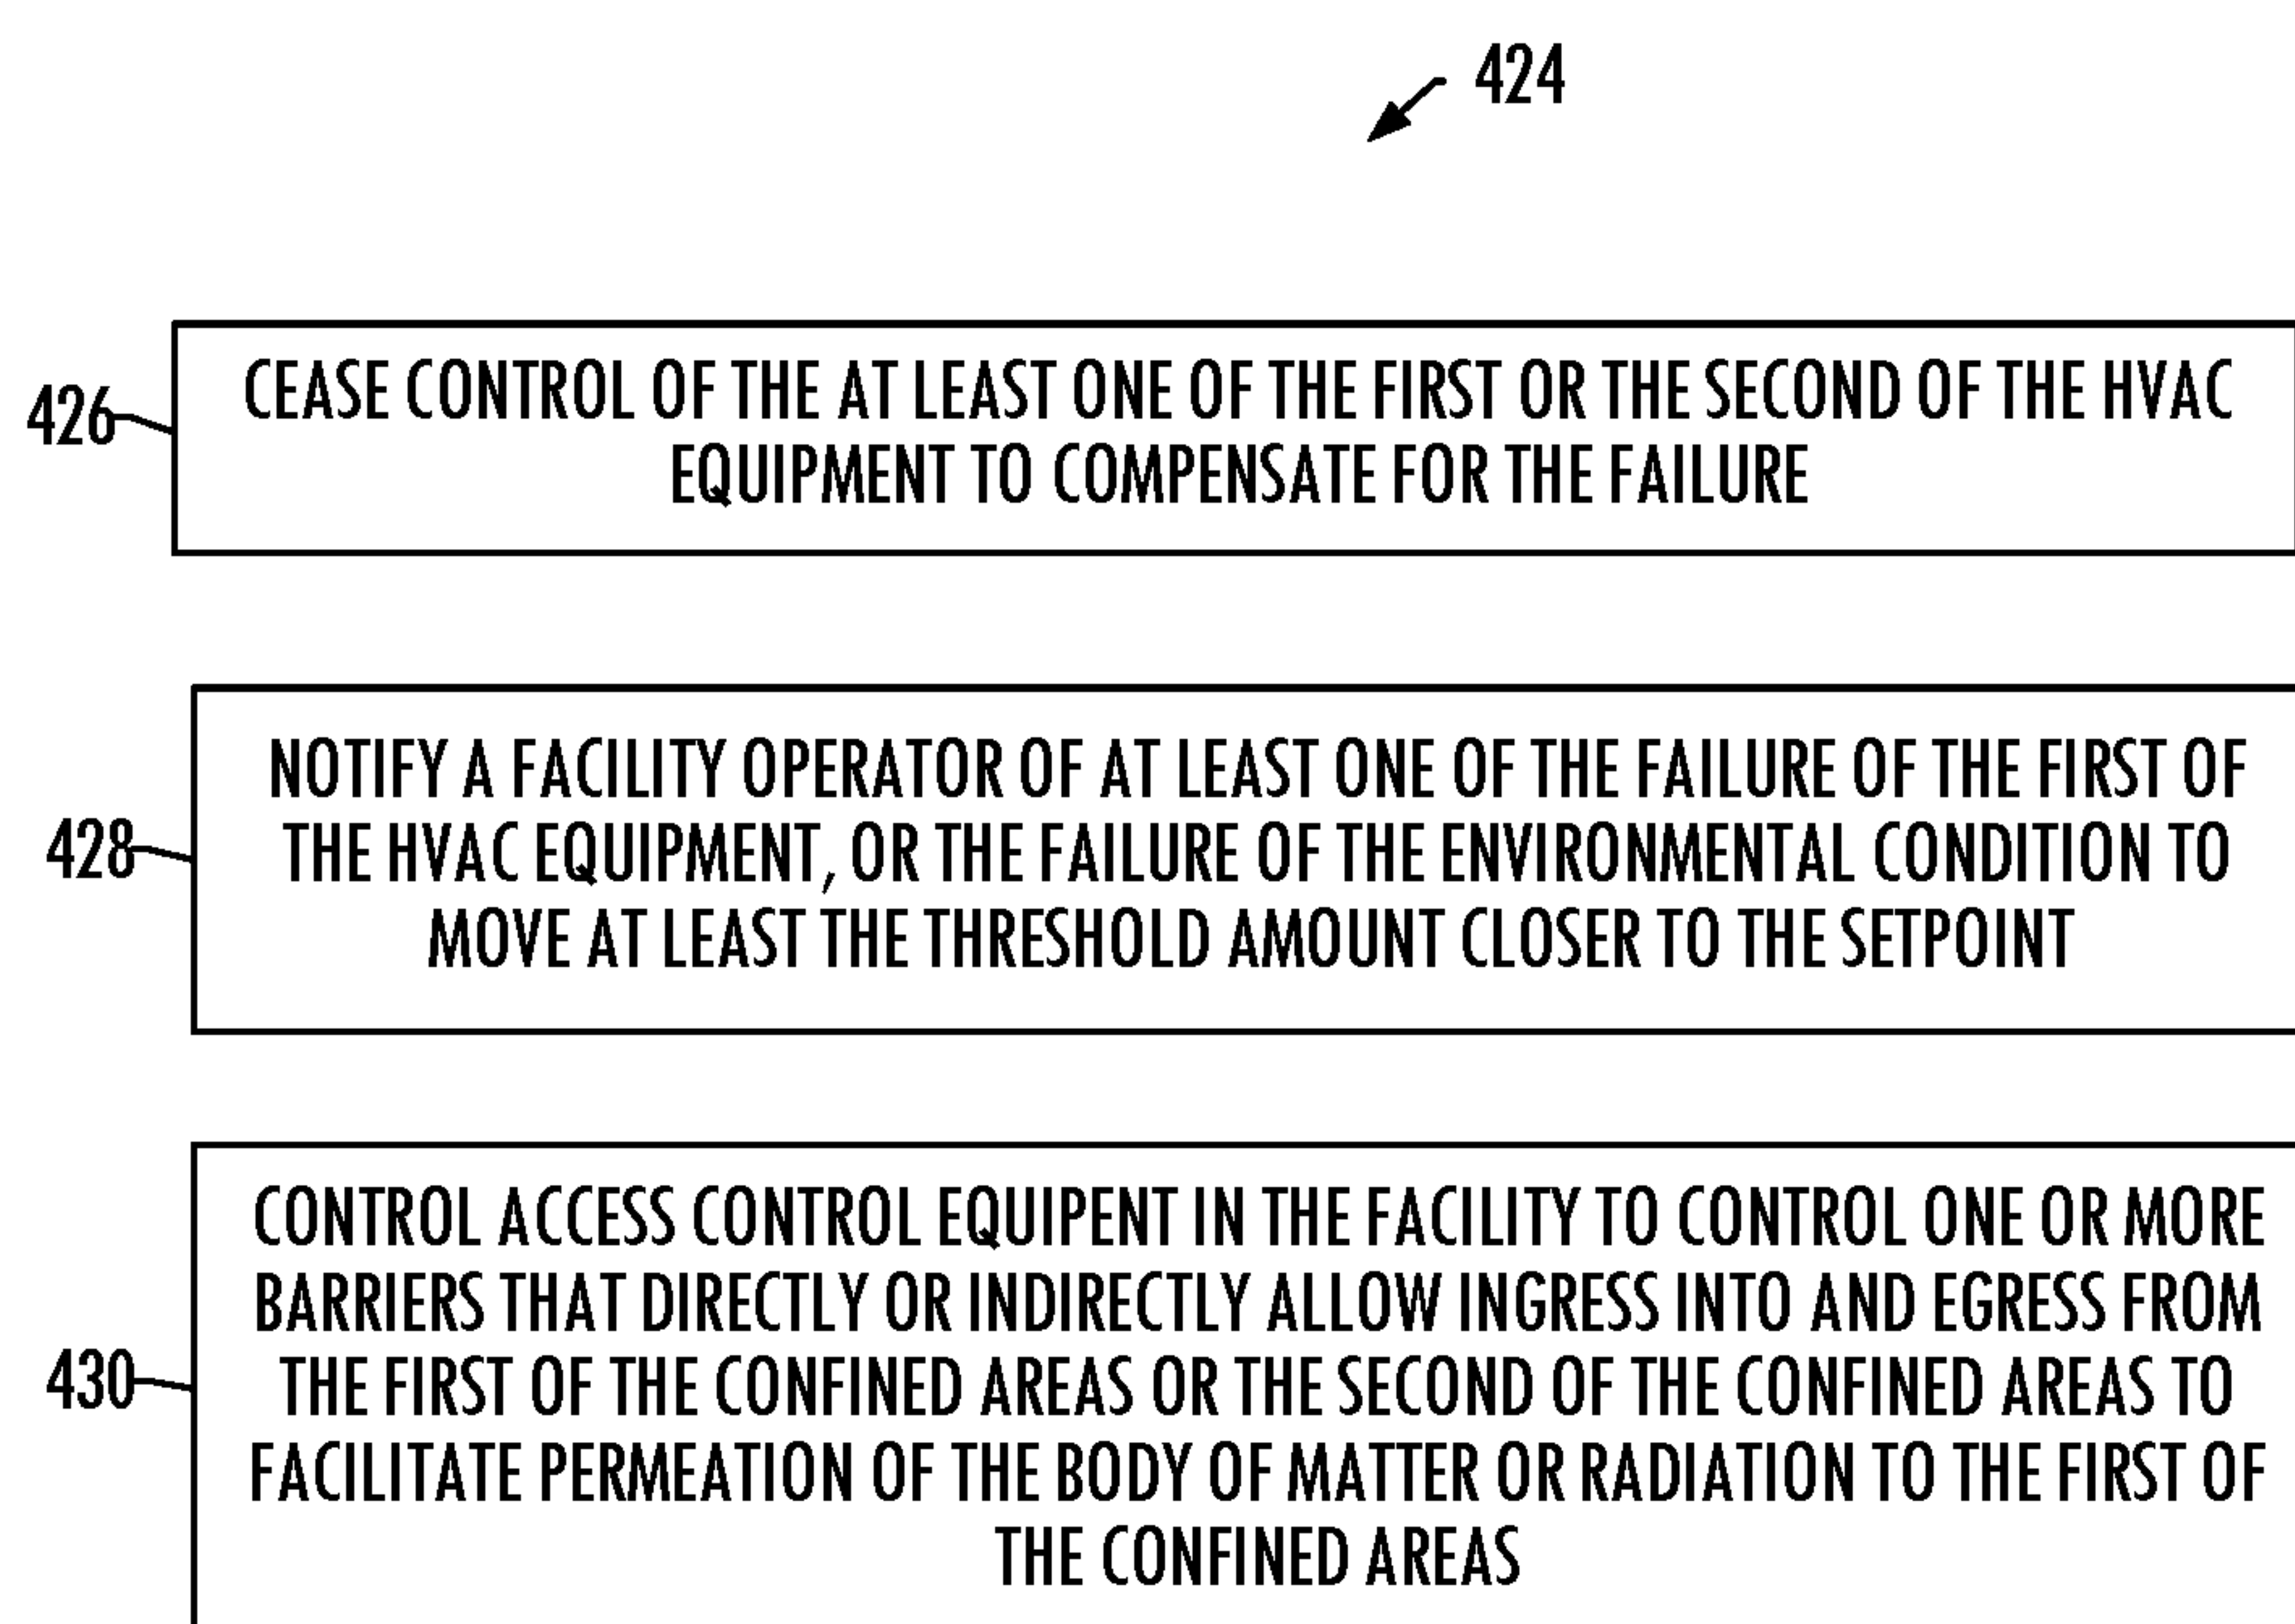 424
426
CEASE CONTROL OF THE AT LEAST ONE OF THE FIRST OR THE SECOND OF THE HVAC
EQUIPMENT TO COMPENSATE FOR THE FAILURE
428
NOTIFY A FACILITY OPERATOR OF AT LEAST ONE OF THE FAILURE OF THE FIRST OF
THE HVAC EQUIPMENT, OR THE FAILURE OF THE ENVIRONMENTAL CONDITION TO
MOVE AT LEAST THE THRESHOLD AMOUNT CLOSER TO THE SETPOINT
430
CONTROL ACCESS CONTROL EQUIPENT IN THE FACILITY TO CONTROL ONE OR MORE
BARRIERS THAT DIRECTLY OR INDIRECTLY ALLOW INGRESS INTO AND EGRESS FROM
THE FIRST OF THE CONFINED AREAS OR THE SECOND OF THE CONFINED AREAS TO
FACILITATE PERMEATION OF THE BODY OF MATTER OR RADIATION TO THE FIRST OF
THE CONFINED AREAS